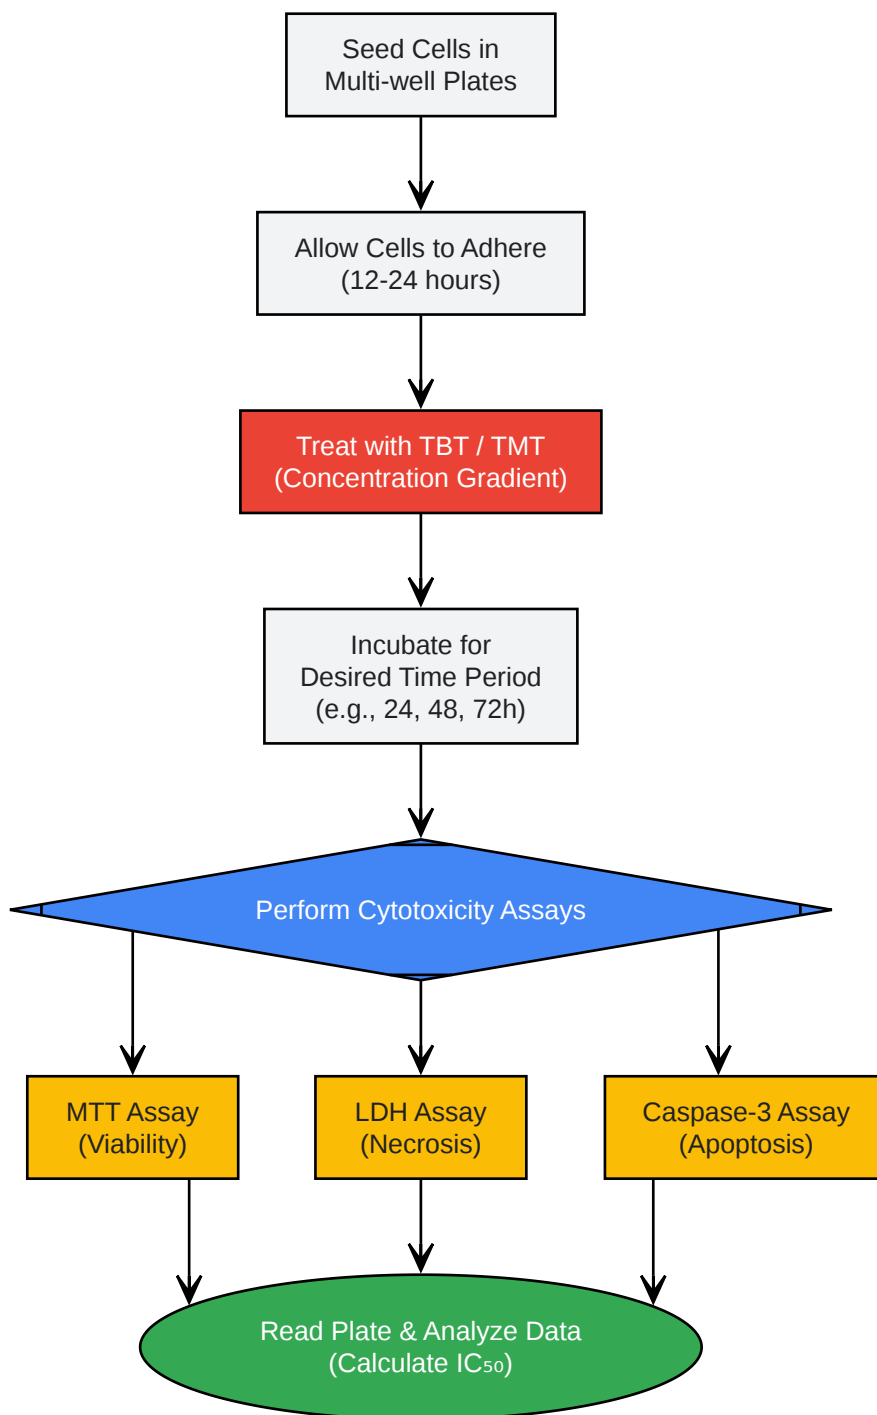 Seed Cells in
Multi-well Plates
Allow Cells to Adhere
(12-24 hours)
Treat with TBT / TMT
(Concentration Gradient)
Incubate for
Desired Time Period
(e.g., 24, 48, 72h)
Perform Cytotoxicity Assays
MTT Assay
(Viability)
LDH Assay
(Necrosis)
Caspase-3 Assay
(Apoptosis)
Read Plate & Analyze Data
(Calculate IC₅₀)